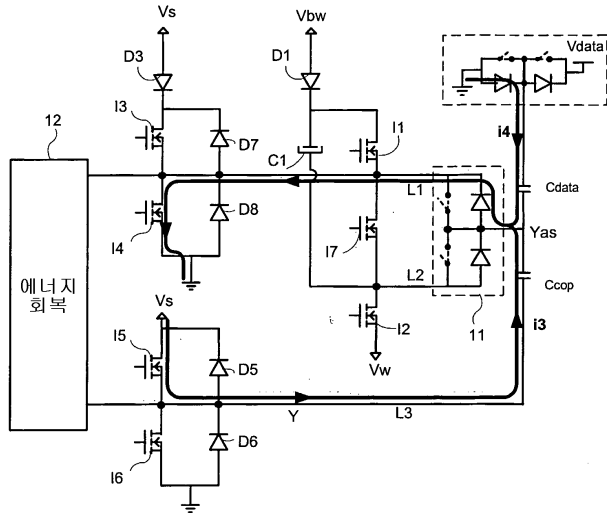 Vs
Vbw
Vdata
D3
D1
12
I3
D7
C1
I1
i4
I4
D8
L1
Cdata
I7
Yas
에너지
회복
L2
Ccop
Vs
I2
11
i3
I5
D5
Vw
Y
L3
I6
D6